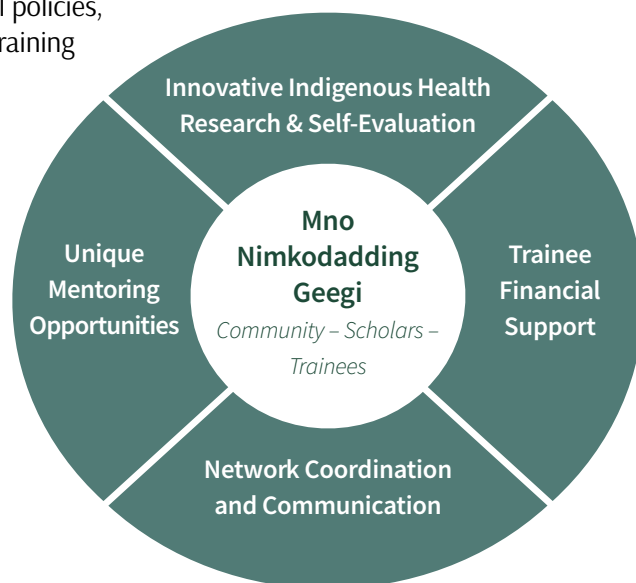 l policies,
raining
Innovative Indigenous Health
Research & Self-Evaluation
Unique
Mentoring
Opportunities
Mno
Nimkodadding
Geegi
Community – Scholars –
Trainees
Trainee
Financial
Support
Network Coordination
and Communication